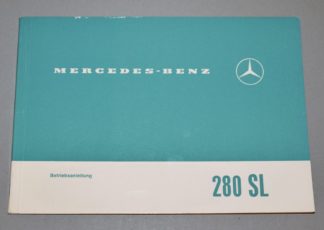 MERCEDES-BENZ
Betriebsanleitung
280 SL